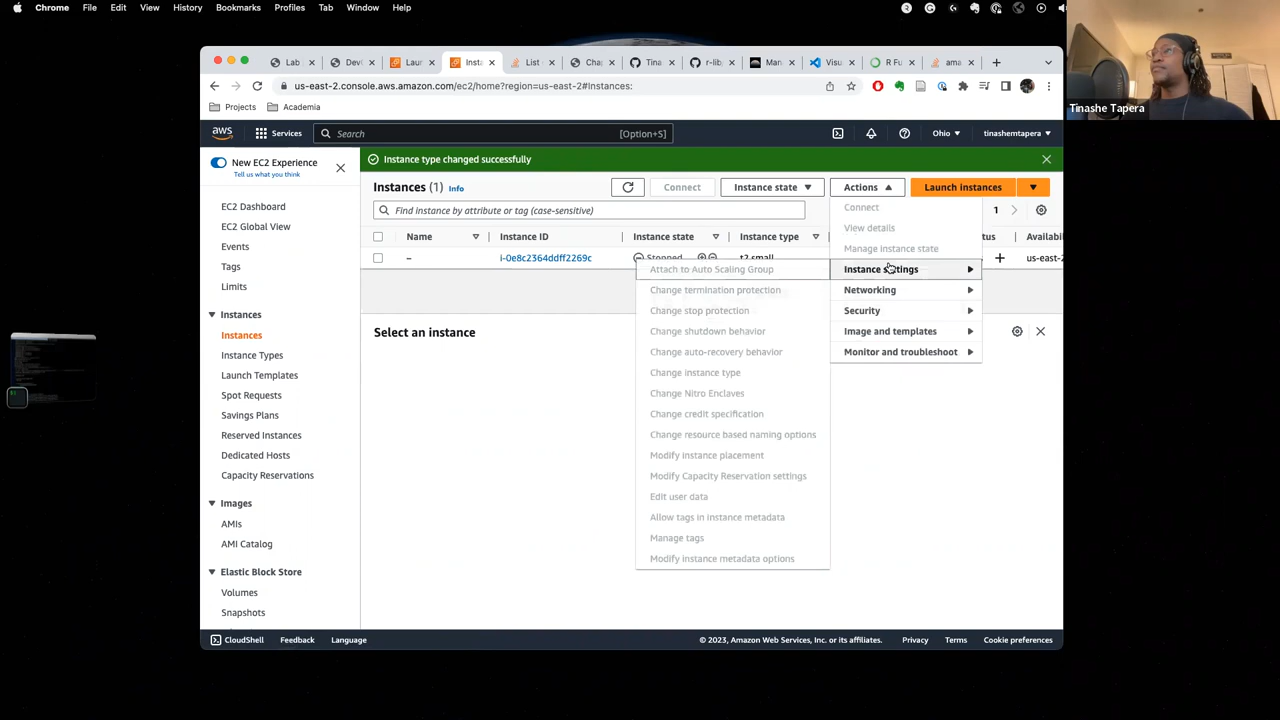 Chrome File Edit View History Bookmarks Profiles Tab Window Help
Tinashe Tapera
Lab
Lau
Inst
List
Cha
Tina
r-lib
Man
Visu
R Fu
ama
us-east-2.console.aws.amazon.com/ec2/home?region=us-east-2#Instances:
Projects Academia
aws Services Search [Option+S] Ohio tinashemtapera
New EC2 Experience
Tell us what you think
EC2 Dashboard
EC2 Global View
Events
Tags
Limits
Instances
Instances
Instance Types
Launch Templates
Spot Requests
Savings Plans
Reserved Instances
Dedicated Hosts
Capacity Reservations
Images
AMIs
AMI Catalog
Elastic Block Store
Volumes
Snapshots
Instance type changed successfully
Instances (1) Info Connect Instance state Actions Launch instances
Find instance by attribute or tag (case-sensitive) 1
Name Instance ID Instance state Instance type tus Availabi
– i-0e8c2364ddff2269c Stopped t2.small us-east-2
Select an instance
Connect
View details
Manage instance state
Instance settings
Networking
Security
Image and templates
Monitor and troubleshoot
Attach to Auto Scaling Group
Change termination protection
Change stop protection
Change shutdown behavior
Change auto-recovery behavior
Change instance type
Change Nitro Enclaves
Change credit specification
Change resource based naming options
Modify instance placement
Modify Capacity Reservation settings
Edit user data
Allow tags in instance metadata
Manage tags
Modify instance metadata options
CloudShell Feedback Language © 2023, Amazon Web Services, Inc. or its affiliates. Privacy Terms Cookie preferences